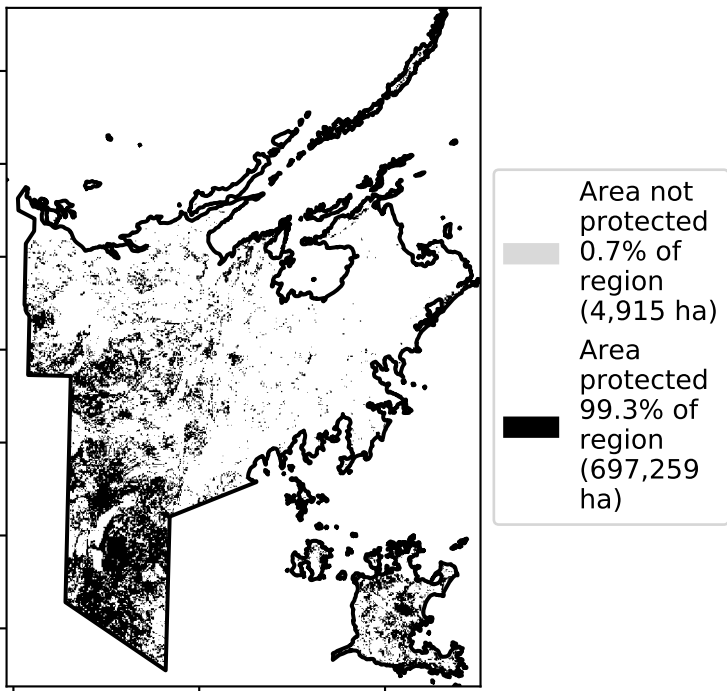 Area not
protected
0.7% of
region
(4,915 ha)
Area
protected
99.3% of
region
(697,259
ha)